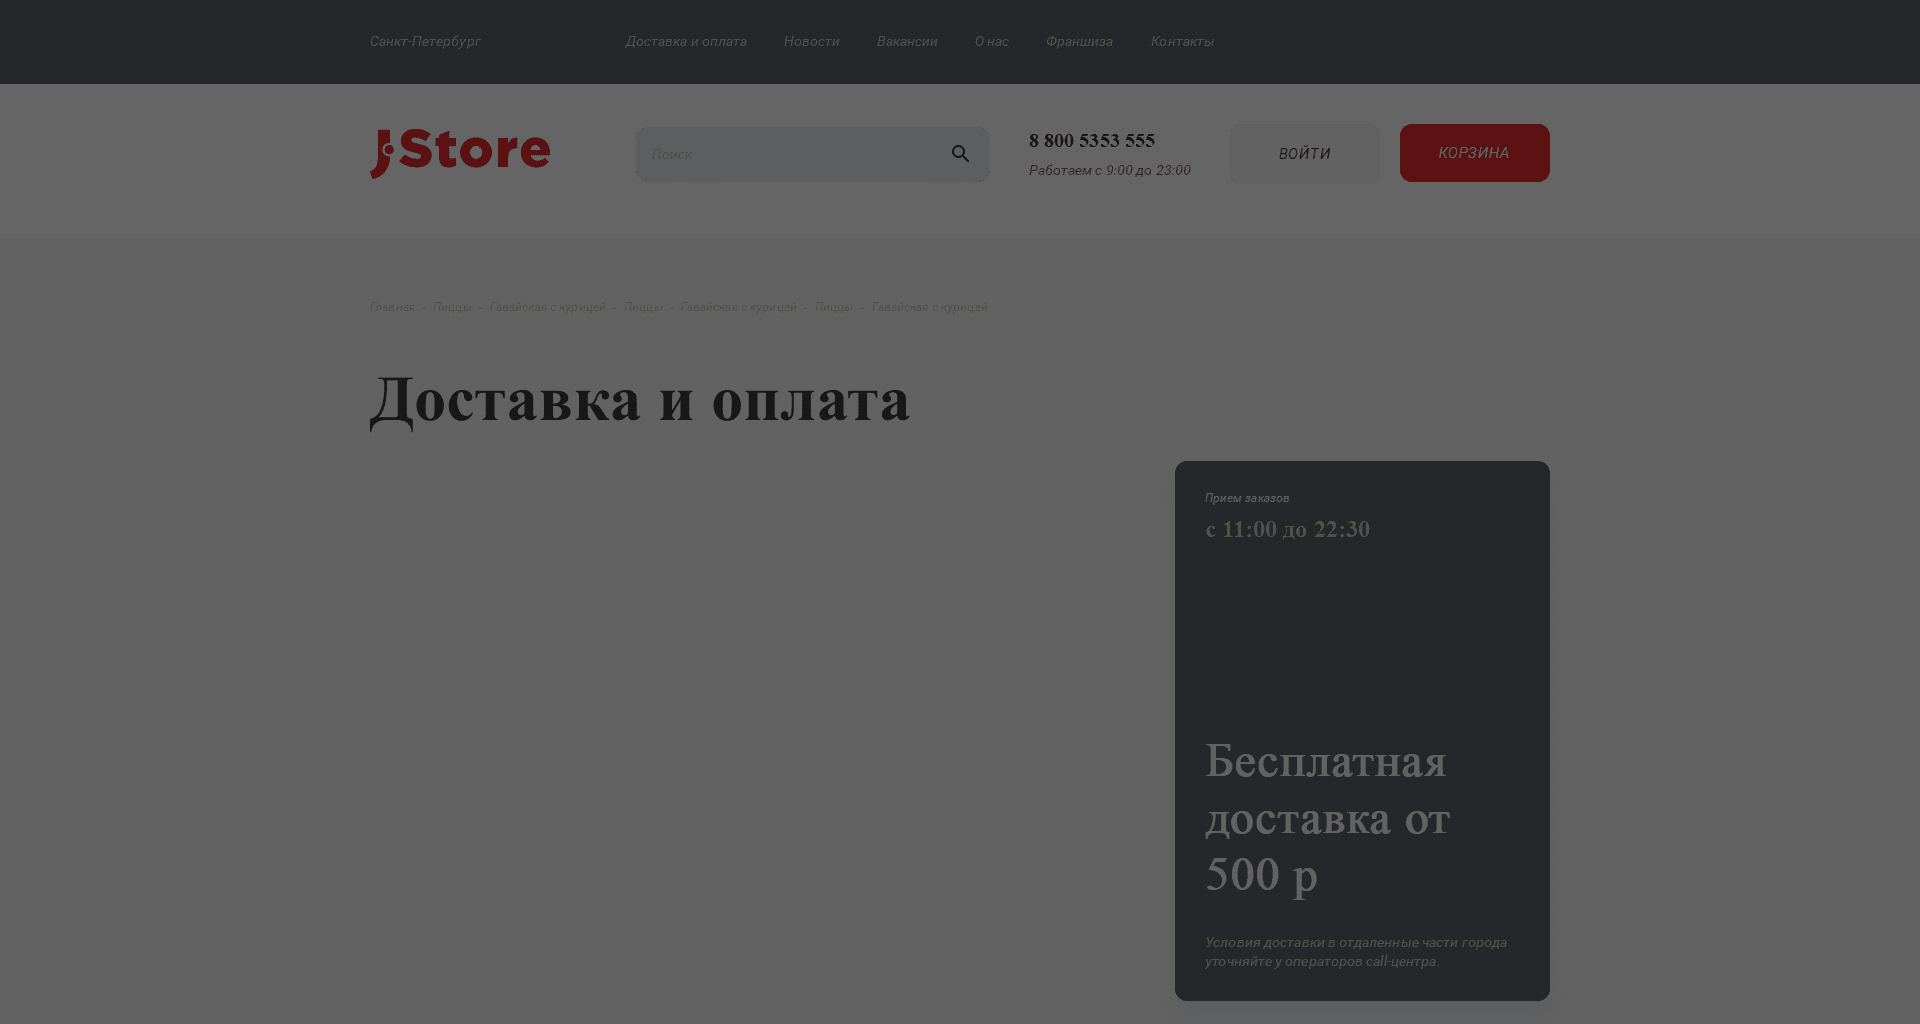 Санкт-Петербург Доставка и оплата Новости Вакансии О нас Франшиза Контакты
JStore Поиск 8 800 5353 555 ВОЙТИ КОРЗИНА
Работаем с 9:00 до 23:00
Главная - Пиццы - Гавайская с курицей - Пиццы - Гавайская с курицей - Пиццы - Гавайская с курицей
Доставка и оплата
Прием заказов
с 11:00 до 22:30
Бесплатная
доставка от
500 р
Условия доставки в отдаленные части города
уточняйте у операторов call-центра.